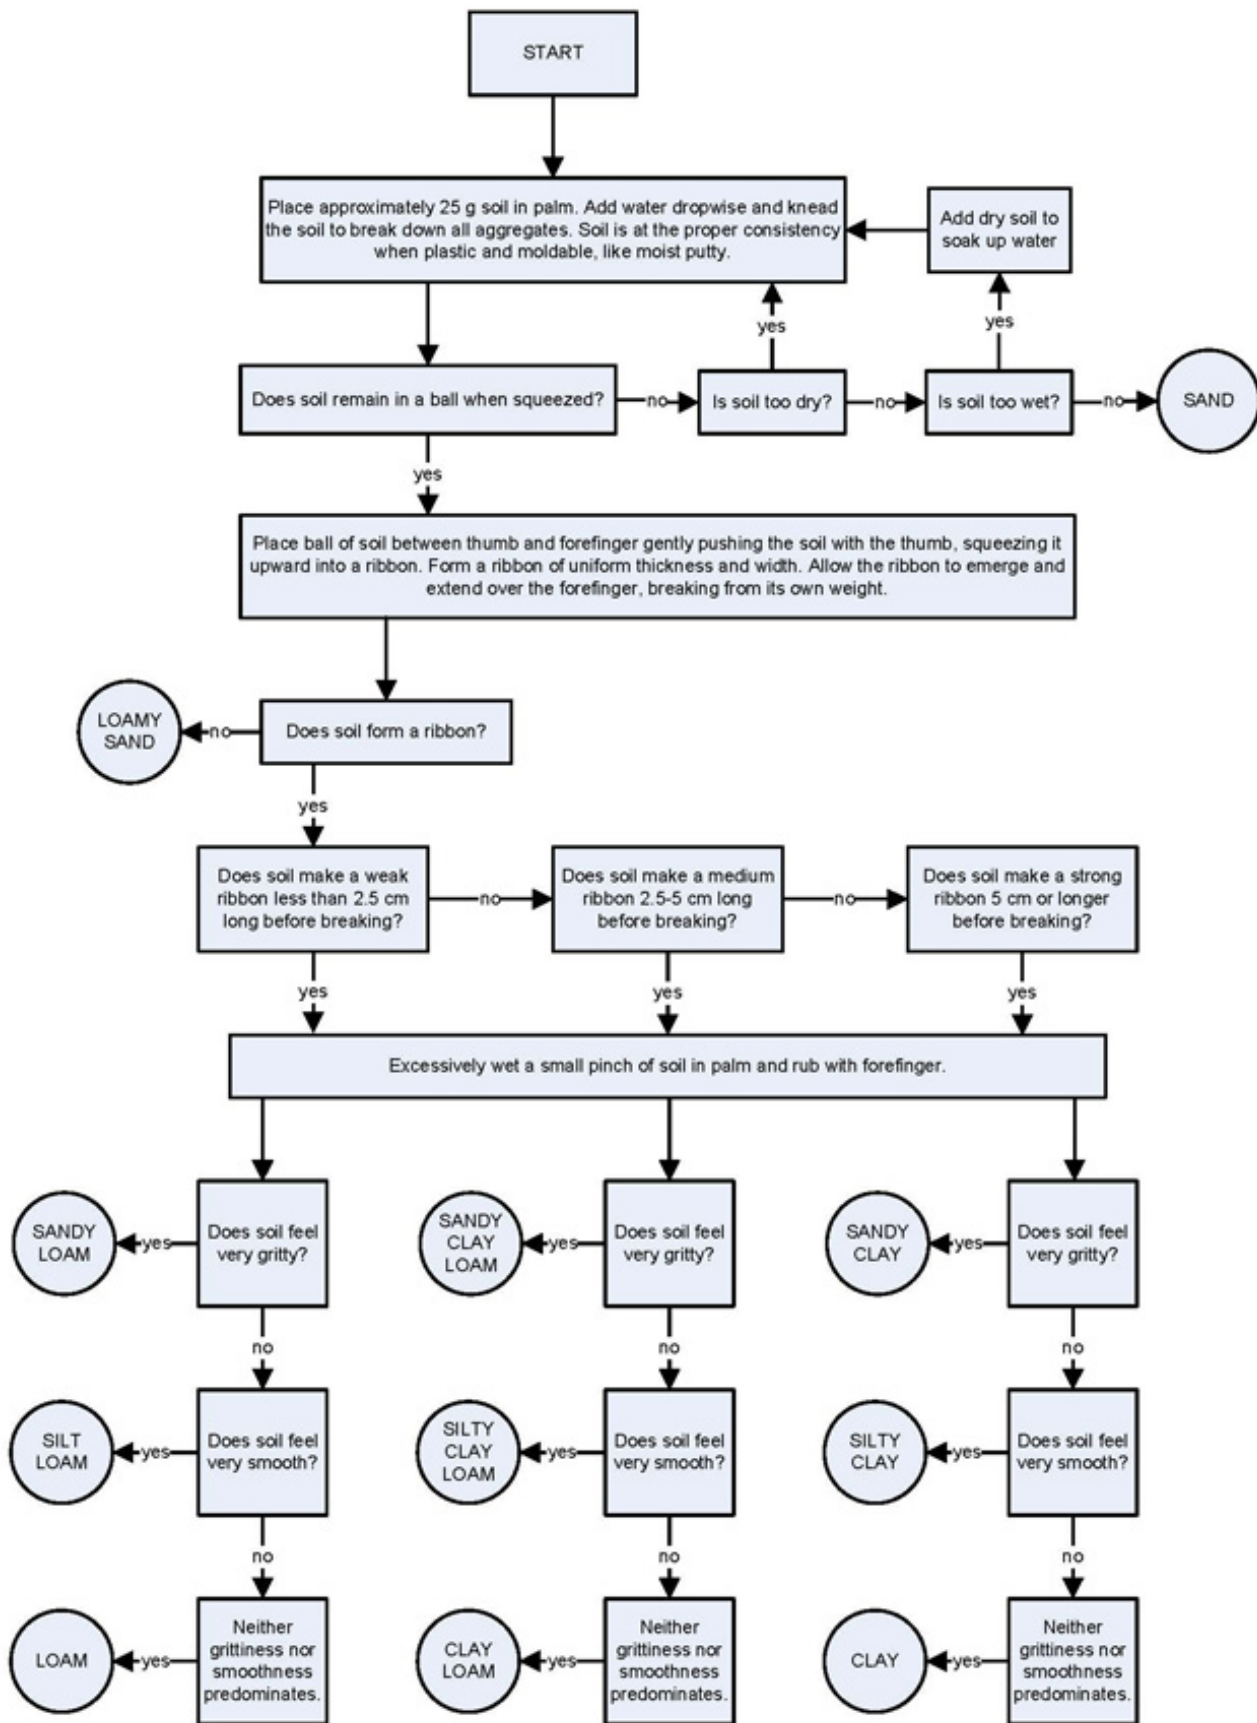 START
Place approximately 25 g soil in palm. Add water dropwise and knead
the soil to break down all aggregates. Soil is at the proper consistency
when plastic and moldable, like moist putty.
Add dry soil to
soak up water
yes
yes
Does soil remain in a ball when squeezed?
no
Is soil too dry?
no
Is soil too wet?
no
SAND
yes
Place ball of soil between thumb and forefinger gently pushing the soil with the thumb, squeezing it
upward into a ribbon. Form a ribbon of uniform thickness and width. Allow the ribbon to emerge and
extend over the forefinger, breaking from its own weight.
LOAMY
SAND
no
Does soil form a ribbon?
yes
Does soil make a weak
ribbon less than 2.5 cm
long before breaking?
no
Does soil make a medium
ribbon 2.5-5 cm long
before breaking?
no
Does soil make a strong
ribbon 5 cm or longer
before breaking?
yes
yes
yes
Excessively wet a small pinch of soil in palm and rub with forefinger.
SANDY
LOAM
yes
Does soil feel
very gritty?
SANDY
CLAY
LOAM
yes
Does soil feel
very gritty?
SANDY
CLAY
yes
Does soil feel
very gritty?
no
no
no
SILT
LOAM
yes
Does soil feel
very smooth?
SILTY
CLAY
LOAM
yes
Does soil feel
very smooth?
SILTY
CLAY
yes
Does soil feel
very smooth?
no
no
no
LOAM
yes
Neither
grittiness nor
smoothness
predominates.
CLAY
LOAM
yes
Neither
grittiness nor
smoothness
predominates.
CLAY
yes
Neither
grittiness nor
smoothness
predominates.